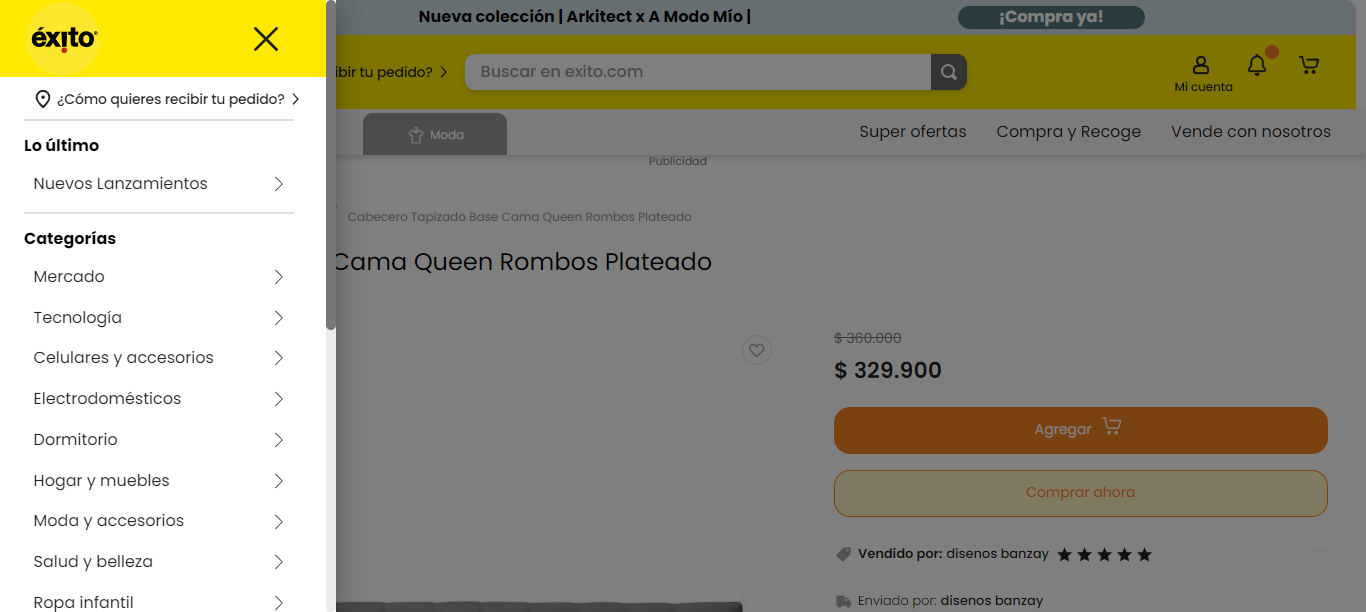 éxito
¿Cómo quieres recibir tu pedido?
Lo último
Nuevos Lanzamientos
Categorías
Mercado
Tecnología
Celulares y accesorios
Electrodomésticos
Dormitorio
Hogar y muebles
Moda y accesorios
Salud y belleza
Ropa infantil
Nueva colección | Arkitect x A Modo Mío |
¡Compra ya!
ibir tu pedido?
Buscar en exito.com
Mi cuenta
Moda
Super ofertas
Compra y Recoge
Vende con nosotros
Publicidad
Cabecero Tapizado Base Cama Queen Rombos Plateado
Cama Queen Rombos Plateado
$ 360.000
$ 329.900
Agregar
Comprar ahora
Vendido por: disenos banzay
Enviado por: disenos banzay